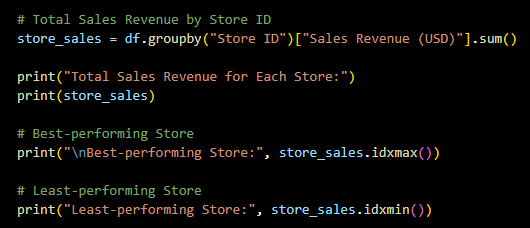 # Total Sales Revenue by Store ID
store_sales = df.groupby("Store ID")["Sales Revenue (USD)"].sum()
print("Total Sales Revenue for Each Store:")
print(store_sales)
# Best-performing Store
print("\nBest-performing Store:", store_sales.idxmax())
# Least-performing Store
print("Least-performing Store:", store_sales.idxmin())